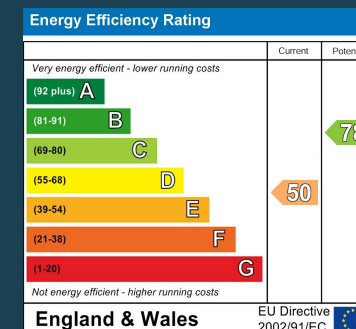 Energy Efficiency Rating
Current
Very energy efficient - lower running costs
(92 plus) A
(81-91) B
(69-80) C
(55-68) D
50
(39-54) E
(21-38) F
(1-20) G
Not energy efficient - higher running costs
England & Wales
EU Directive
2002/91/EC